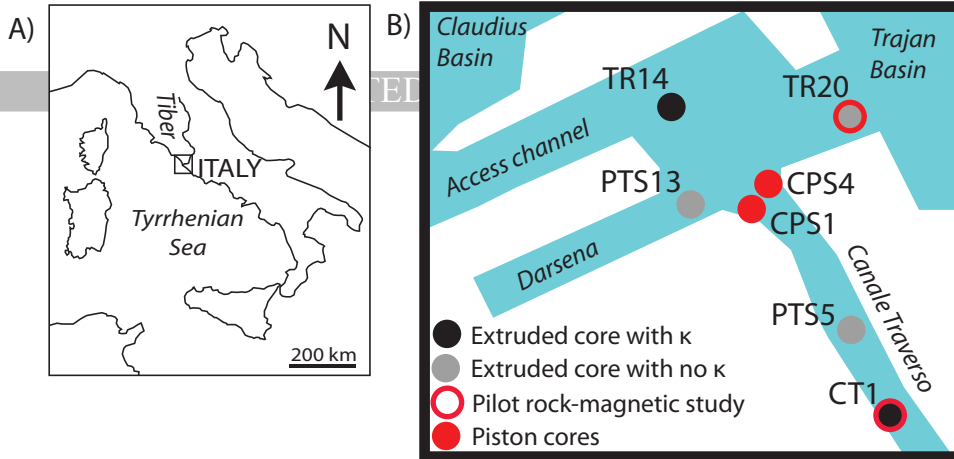 A)
N
Tiber
ITALY
Tyrrhenian
Sea
200 km
TED
B)
Claudius
Basin
Trajan
Basin
TR14
TR20
Access channel
PTS13
CPS4
CPS1
Darsena
Canale Traverso
PTS5
CT1
Extruded core with κ
Extruded core with no κ
Pilot rock-magnetic study
Piston cores